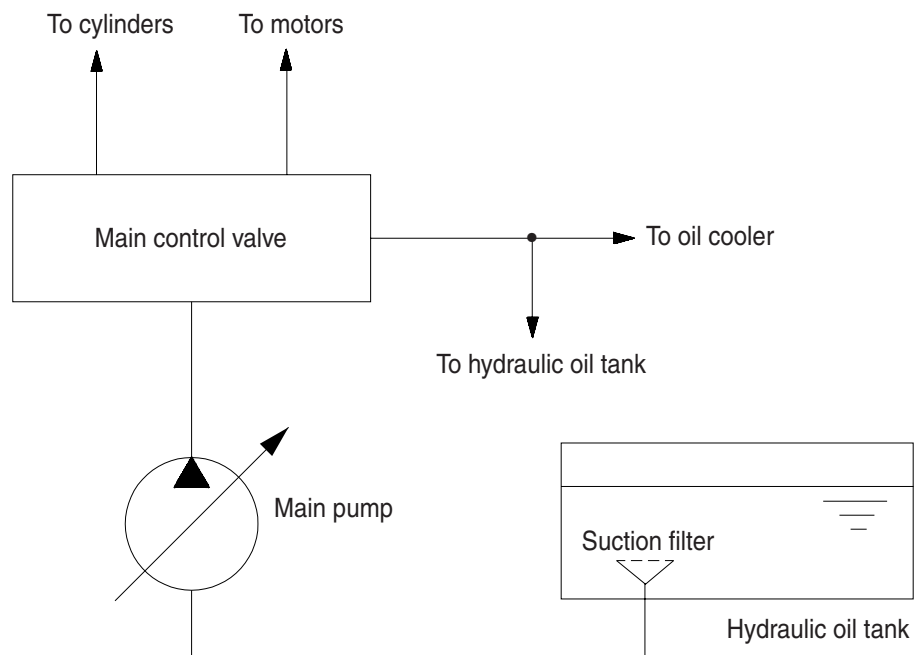 To cylinders
To motors
Main control valve
To oil cooler
To hydraulic oil tank
Main pump
Suction filter
Hydraulic oil tank